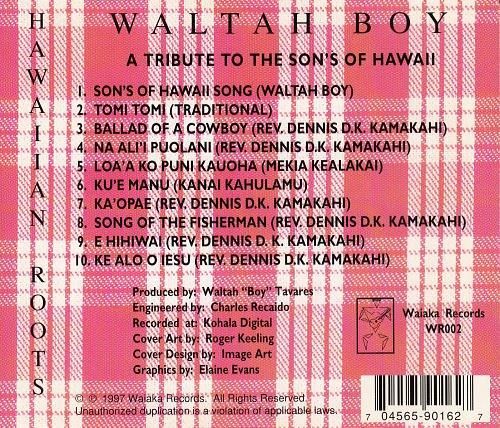 WALTAH BOY
A TRIBUTE TO THE SON'S OF HAWAII
HAWAIIAN ROOTS
1. SON'S OF HAWAII SONG (WALTAH BOY)
2. TOMI TOMI (TRADITIONAL)
3. BALLAD OF A COWBOY (REV. DENNIS D.K. KAMAKAHI)
4. NA ALI'I PUOLANI (REV. DENNIS D.K. KAMAKAHI)
5. LOA'A KO PUNI KAUOHA (MEKIA KEALAKAI)
6. KU'E MANU (KANAI KAHULAMU)
7. KA'OPAE (REV. DENNIS D.K. KAMAKAHI)
8. SONG OF THE FISHERMAN (REV. DENNIS D.K. KAMAKAHI)
9. E HIHIWAI (REV. DENNIS D. K. KAMAKAHI)
10. KE ALO O IESU (REV. DENNIS D.K. KAMAKAHI)
Produced by: Waltah "Boy" Tavares
Engineered by: Charles Recaido
Recorded at: Kohala Digital
Cover Art by: Roger Keeling
Cover Design by: Image Art
Graphics by: Elaine Evans
Waiaka Records
WR002
© ℗ 1997 Waiaka Records. All Rights Reserved.
Unauthorized duplication is a violation of applicable laws.
7 04565-90162 7